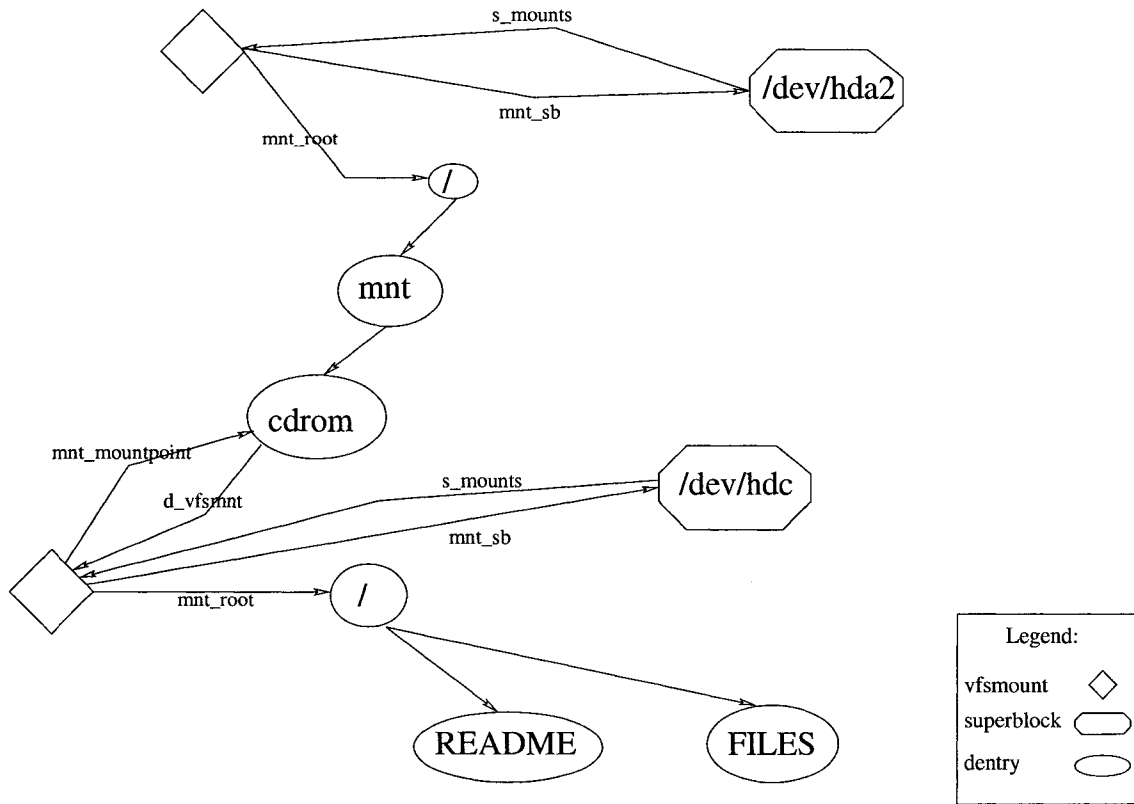 s_mounts
/dev/hda2
mnt_sb
mnt_root
/
mnt
cdrom
mnt_mountpoint
s_mounts
/dev/hdc
d_vfsmnt
mnt_sb
/
mnt_root
Legend:
vfsmount
superblock
README
FILES
dentry